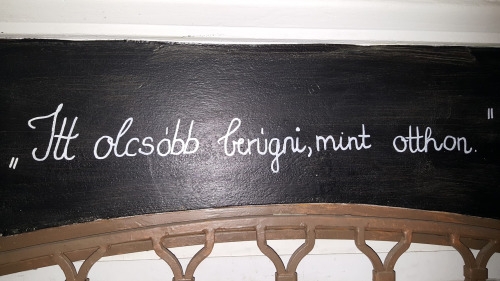 „Itt olcsóbb berúgni, mint otthon."